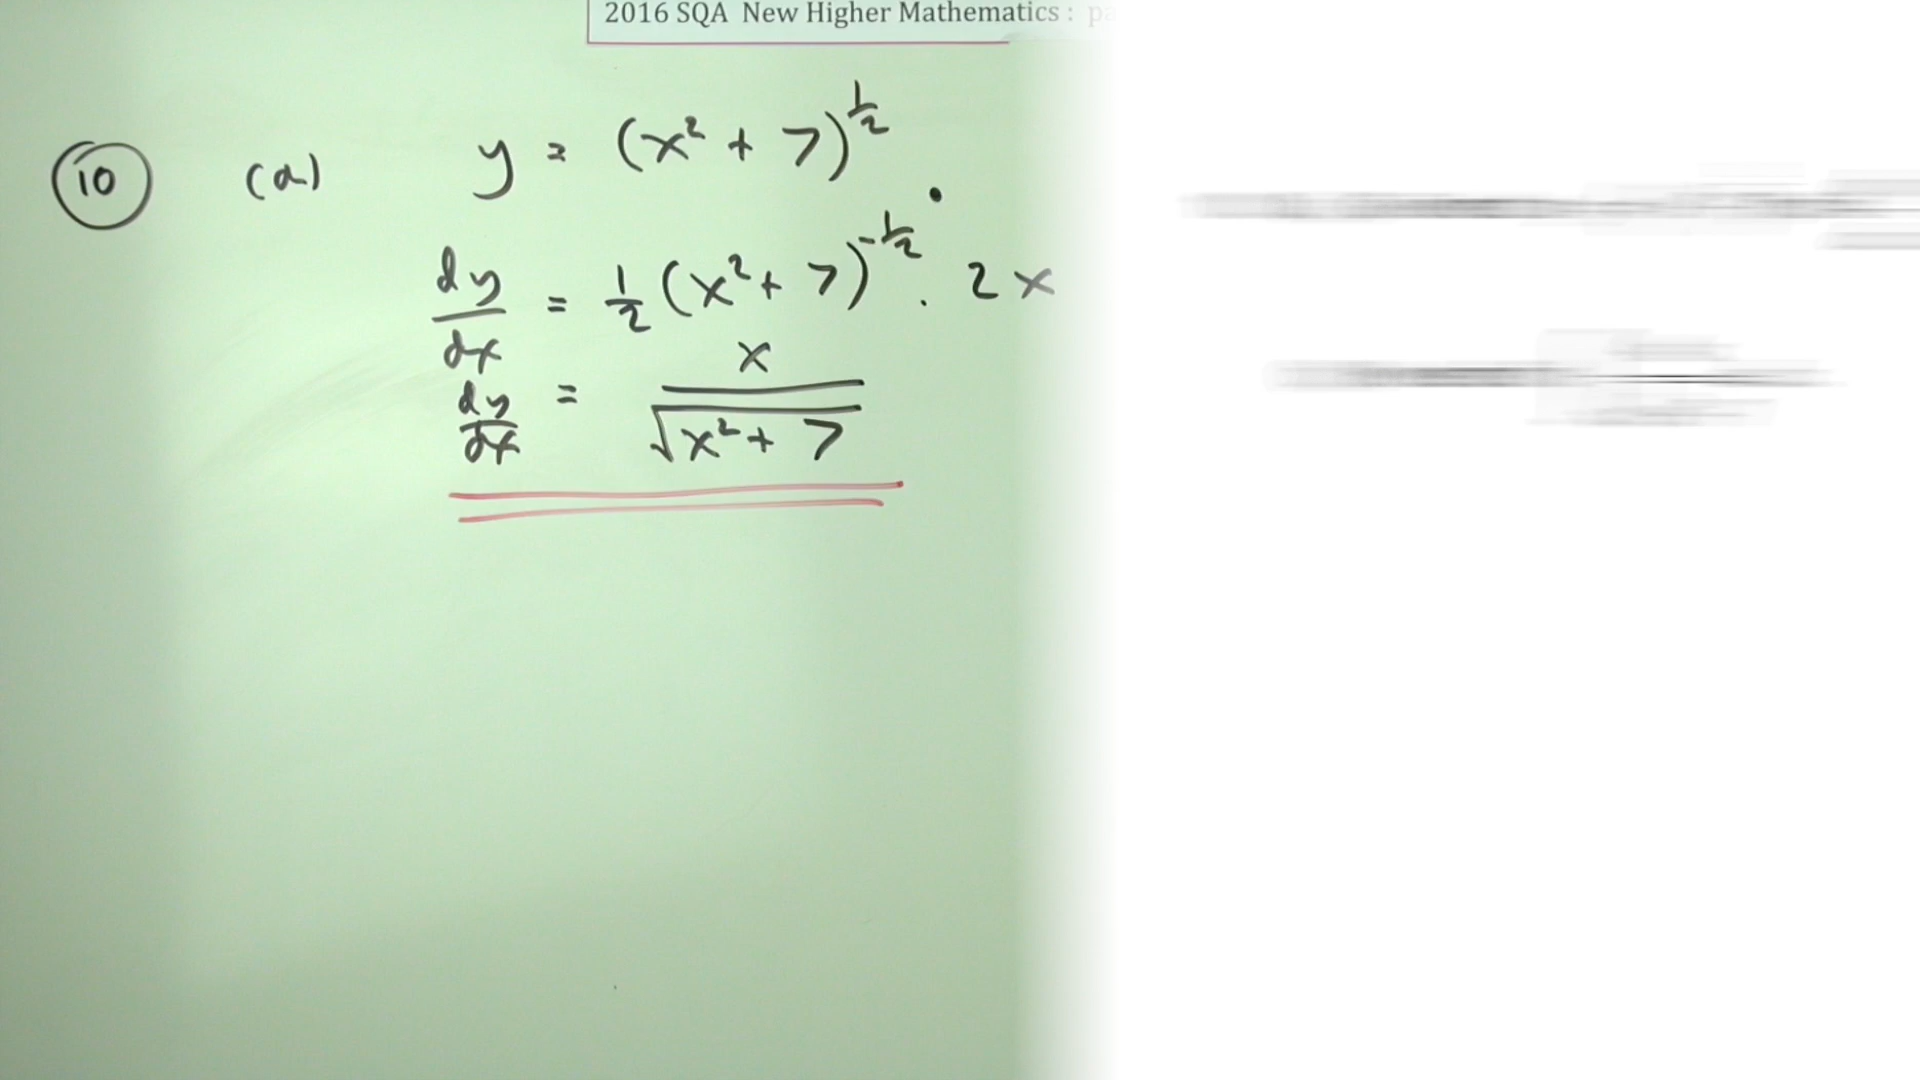 2016 SQA New Higher Mathematics :
10 (a) y = (x² + 7)^½
dy/dx = ½ (x² + 7)^-½ . 2x
dy/dx = x/√(x² + 7)